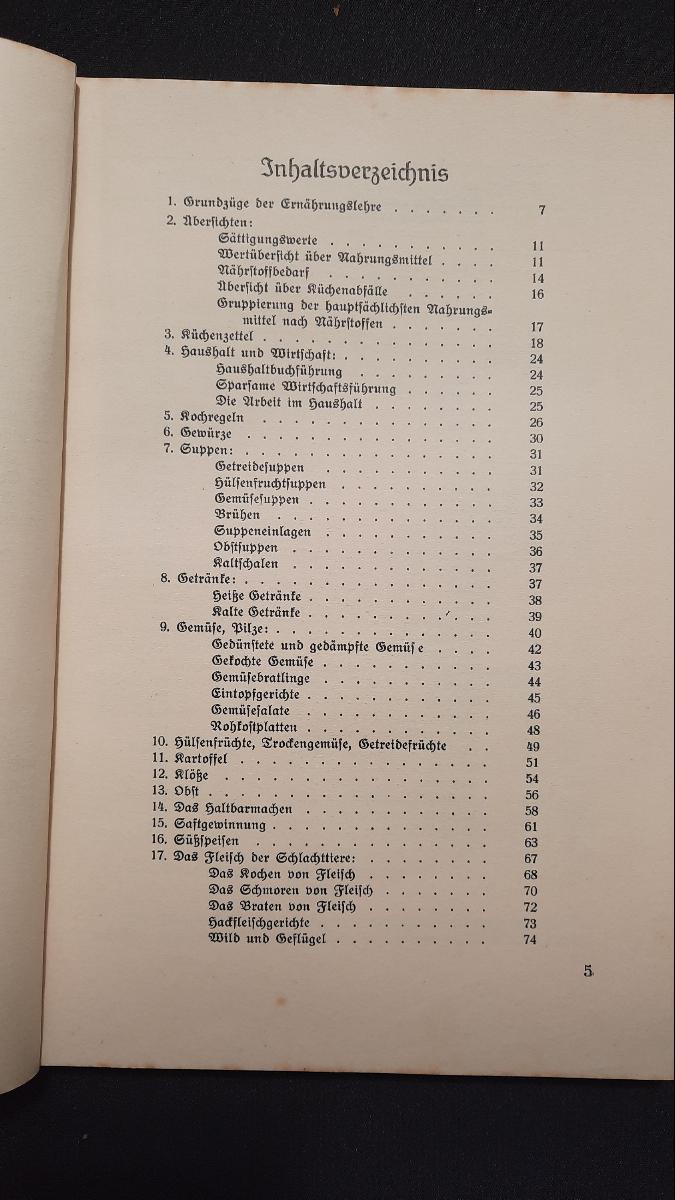 Inhaltsverzeichnis
1. Grundzüge der Ernährungslehre . . . . . . . 7
2. Übersichten:
Sättigungswerte . . . . . . . . . . . 11
Wertübersicht über Nahrungsmittel . . . . 11
Nährstoffbedarf . . . . . . . . . . . 14
Übersicht über Küchenabfälle . . . . . . 16
Gruppierung der hauptsächlichsten Nahrungs-
mittel nach Nährstoffen . . . . . . . 17
3. Küchenzettel . . . . . . . . . . . . . . . 18
4. Haushalt und Wirtschaft: . . . . . . . . . . 24
Haushaltbuchführung . . . . . . . . . 24
Sparsame Wirtschaftsführung . . . . . . 25
Die Arbeit im Haushalt . . . . . . . . 25
5. Kochregeln . . . . . . . . . . . . . . . 26
6. Gewürze . . . . . . . . . . . . . . . . 30
7. Suppen: . . . . . . . . . . . . . . . . 31
Getreidesuppen . . . . . . . . . . . 31
Hülsenfruchtsuppen . . . . . . . . . . 32
Gemüsesuppen . . . . . . . . . . . . 33
Brühen . . . . . . . . . . . . . . 34
Suppeneinlagen . . . . . . . . . . . 35
Obstsuppen . . . . . . . . . . . . . 36
Kaltschalen . . . . . . . . . . . . . 37
8. Getränke: . . . . . . . . . . . . . . . . 37
Heiße Getränke . . . . . . . . . . . . 38
Kalte Getränke . . . . . . . . . . . . 39
9. Gemüse, Pilze: . . . . . . . . . . . . . . 40
Gedünstete und gedämpfte Gemüse . . . . 42
Gekochte Gemüse . . . . . . . . . . . 43
Gemüsebratlinge . . . . . . . . . . . 44
Eintopfgerichte . . . . . . . . . . . . 45
Gemüsesalate . . . . . . . . . . . . 46
Rohkostplatten . . . . . . . . . . . . 48
10. Hülsenfrüchte, Trockengemüse, Getreidefrüchte . . 49
11. Kartoffel . . . . . . . . . . . . . . . . 51
12. Klöße . . . . . . . . . . . . . . . . . 54
13. Obst . . . . . . . . . . . . . . . . . . 56
14. Das Haltbarmachen . . . . . . . . . . . . 58
15. Saftgewinnung . . . . . . . . . . . . . . 61
16. Süßspeisen . . . . . . . . . . . . . . . 63
17. Das Fleisch der Schlachttiere: . . . . . . . . 67
Das Kochen von Fleisch . . . . . . . . 68
Das Schmoren von Fleisch . . . . . . . 70
Das Braten von Fleisch . . . . . . . . 72
Hackfleischgerichte . . . . . . . . . . . 73
Wild und Geflügel . . . . . . . . . . 74
5